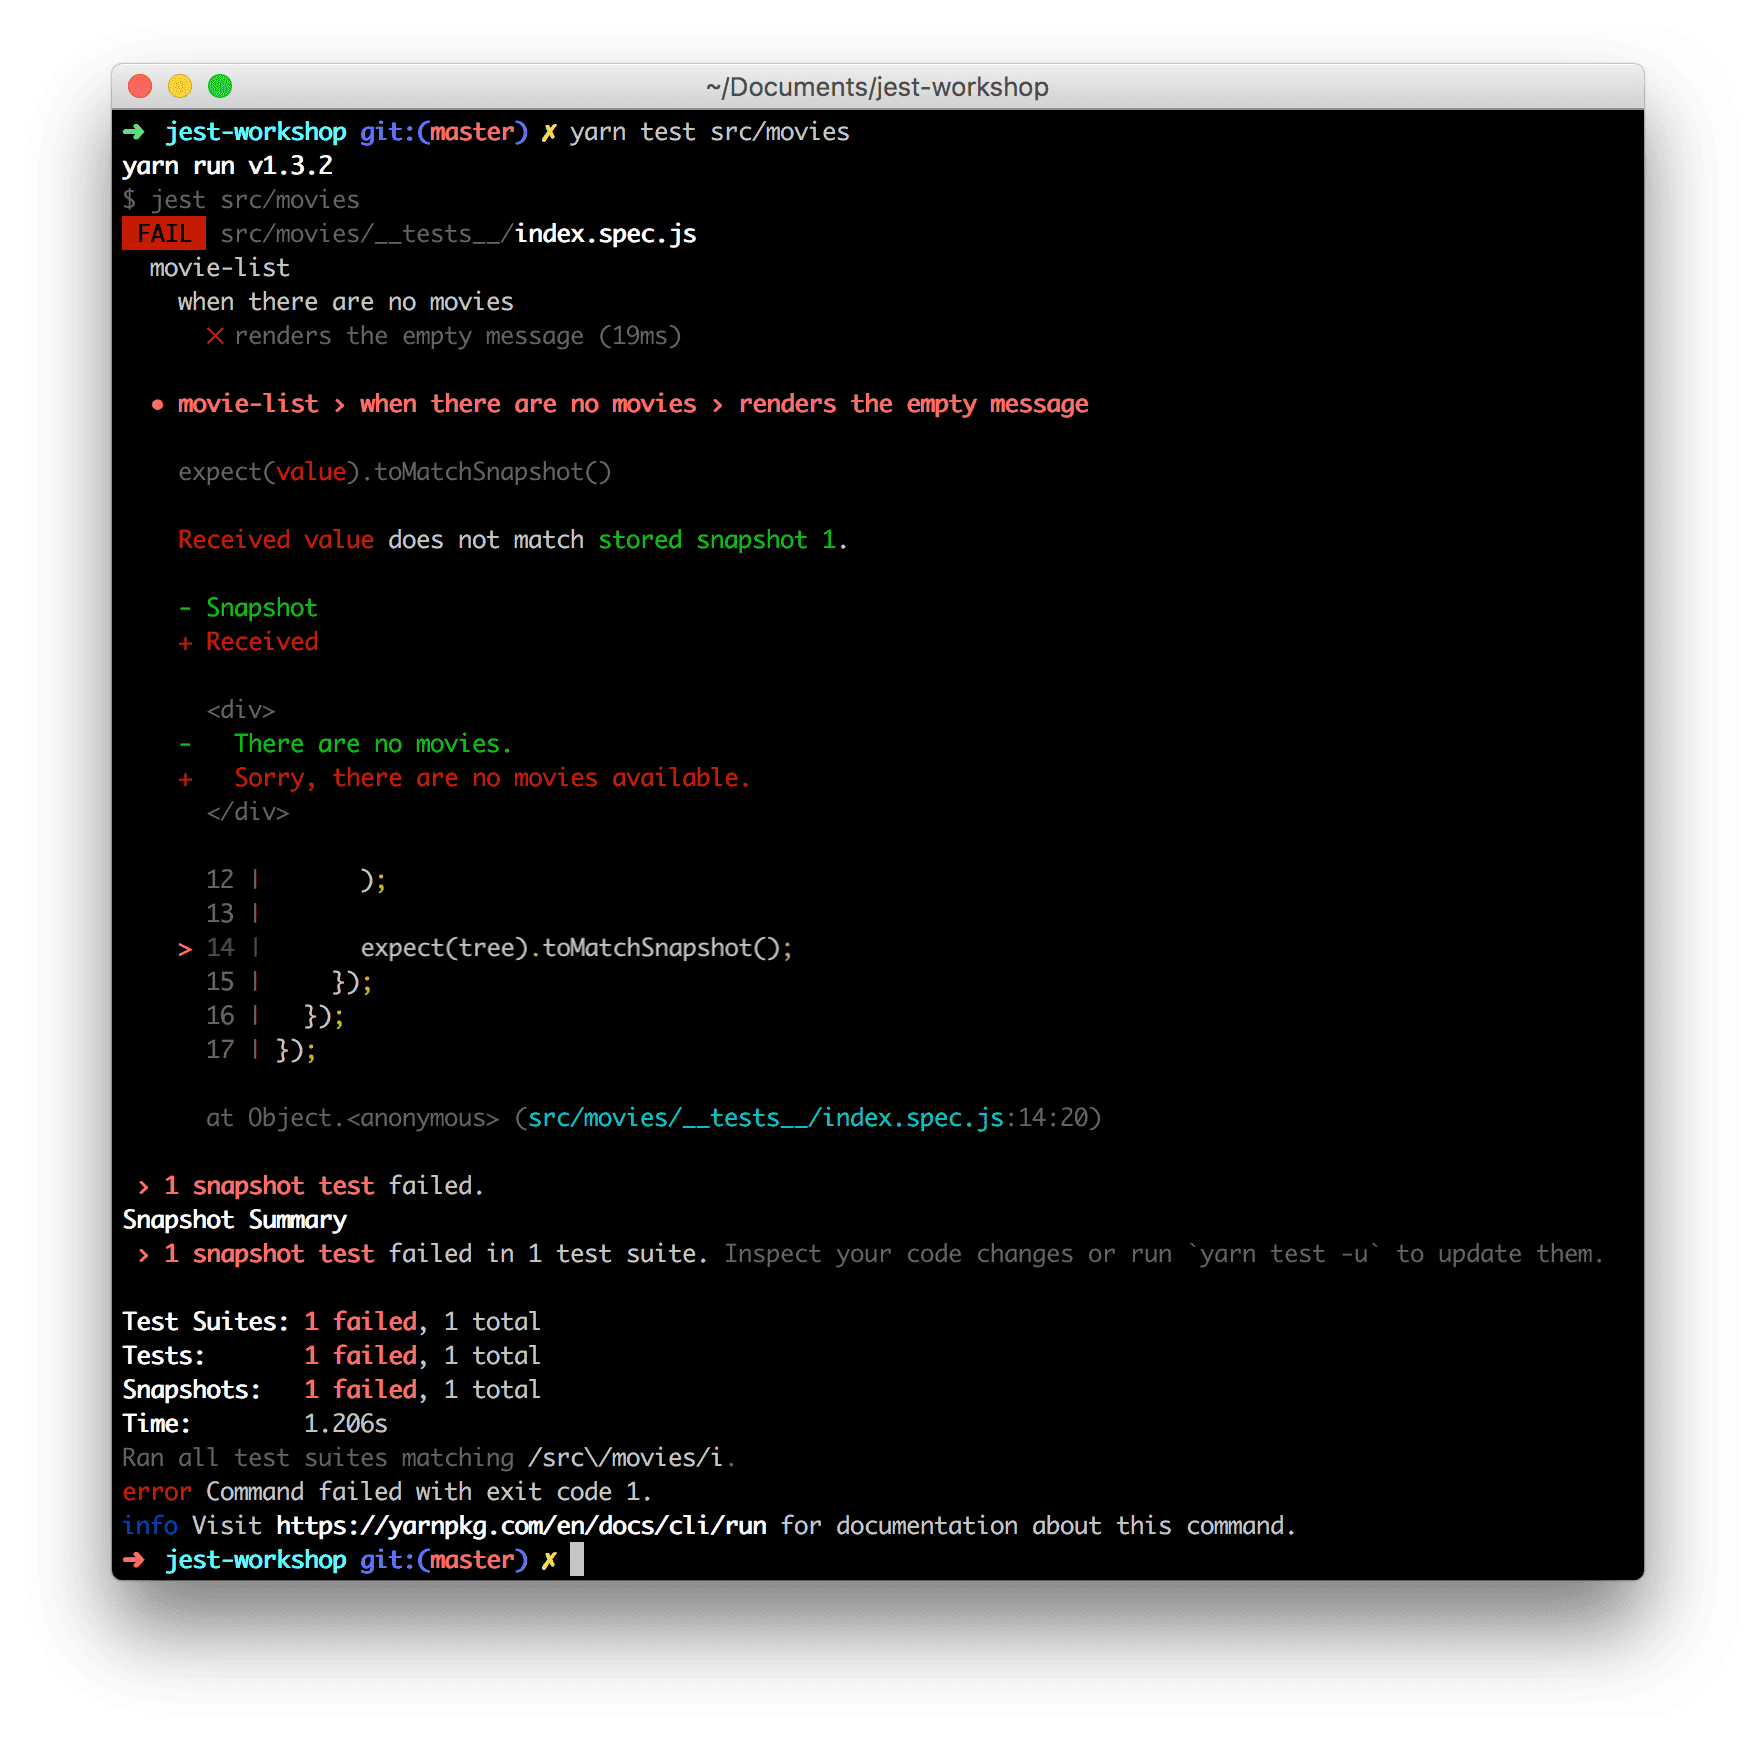 ~/Documents/jest-workshop
➜  jest-workshop git:(master) ✗ yarn test src/movies
yarn run v1.3.2
$ jest src/movies
FAIL src/movies/__tests__/index.spec.js
  movie-list
    when there are no movies
      ✕ renders the empty message (19ms)
  ● movie-list › when there are no movies › renders the empty message
    expect(value).toMatchSnapshot()
    Received value does not match stored snapshot 1.
    - Snapshot
    + Received
      <div>
    -   There are no movies.
    +   Sorry, there are no movies available.
      </div>
      12 |       );
      13 |
    > 14 |       expect(tree).toMatchSnapshot();
      15 |     });
      16 |   });
      17 | });
      at Object.<anonymous> (src/movies/__tests__/index.spec.js:14:20)
 › 1 snapshot test failed.
Snapshot Summary
 › 1 snapshot test failed in 1 test suite. Inspect your code changes or run `yarn test -u` to update them.
Test Suites: 1 failed, 1 total
Tests:       1 failed, 1 total
Snapshots:   1 failed, 1 total
Time:        1.206s
Ran all test suites matching /src\/movies/i.
error Command failed with exit code 1.
info Visit https://yarnpkg.com/en/docs/cli/run for documentation about this command.
➜  jest-workshop git:(master) ✗